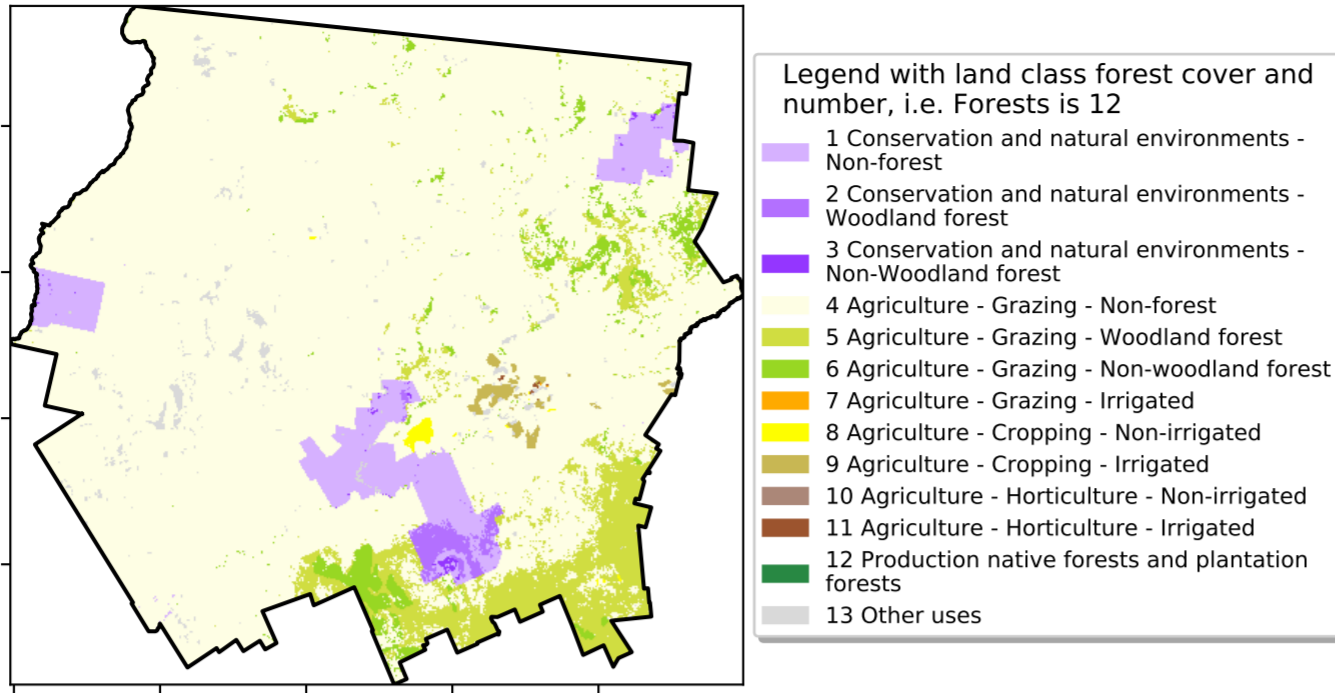 Legend with land class forest cover and
number, i.e. Forests is 12
1 Conservation and natural environments -
Non-forest
2 Conservation and natural environments -
Woodland forest
3 Conservation and natural environments -
Non-Woodland forest
4 Agriculture - Grazing - Non-forest
5 Agriculture - Grazing - Woodland forest
6 Agriculture - Grazing - Non-woodland forest
7 Agriculture - Grazing - Irrigated
8 Agriculture - Cropping - Non-irrigated
9 Agriculture - Cropping - Irrigated
10 Agriculture - Horticulture - Non-irrigated
11 Agriculture - Horticulture - Irrigated
12 Production native forests and plantation
forests
13 Other uses